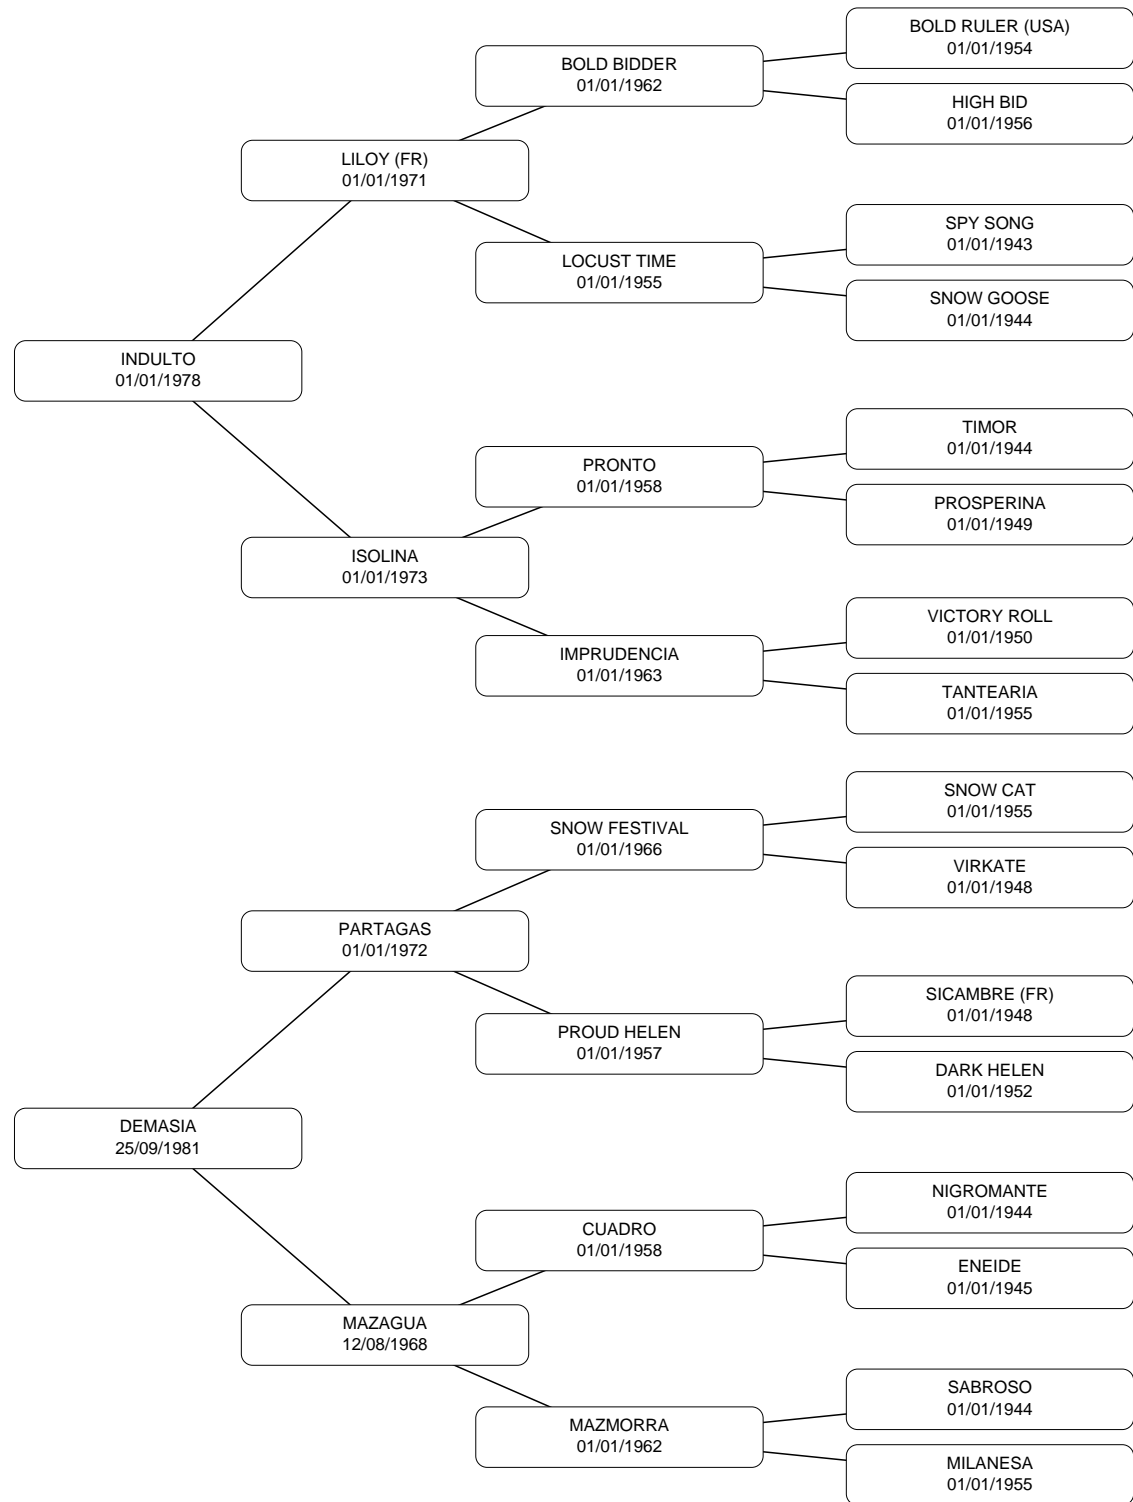 BOLD RULER (USA)
01/01/1954
BOLD BIDDER
01/01/1962
HIGH BID
01/01/1956
LILOY (FR)
01/01/1971
SPY SONG
01/01/1943
LOCUST TIME
01/01/1955
SNOW GOOSE
01/01/1944
INDULTO
01/01/1978
TIMOR
01/01/1944
PRONTO
01/01/1958
PROSPERINA
01/01/1949
ISOLINA
01/01/1973
VICTORY ROLL
01/01/1950
IMPRUDENCIA
01/01/1963
TANTEARIA
01/01/1955
SNOW CAT
01/01/1955
SNOW FESTIVAL
01/01/1966
VIRKATE
01/01/1948
PARTAGAS
01/01/1972
SICAMBRE (FR)
01/01/1948
PROUD HELEN
01/01/1957
DARK HELEN
01/01/1952
DEMASIA
25/09/1981
NIGROMANTE
01/01/1944
CUADRO
01/01/1958
ENEIDE
01/01/1945
MAZAGUA
12/08/1968
SABROSO
01/01/1944
MAZMORRA
01/01/1962
MILANESA
01/01/1955